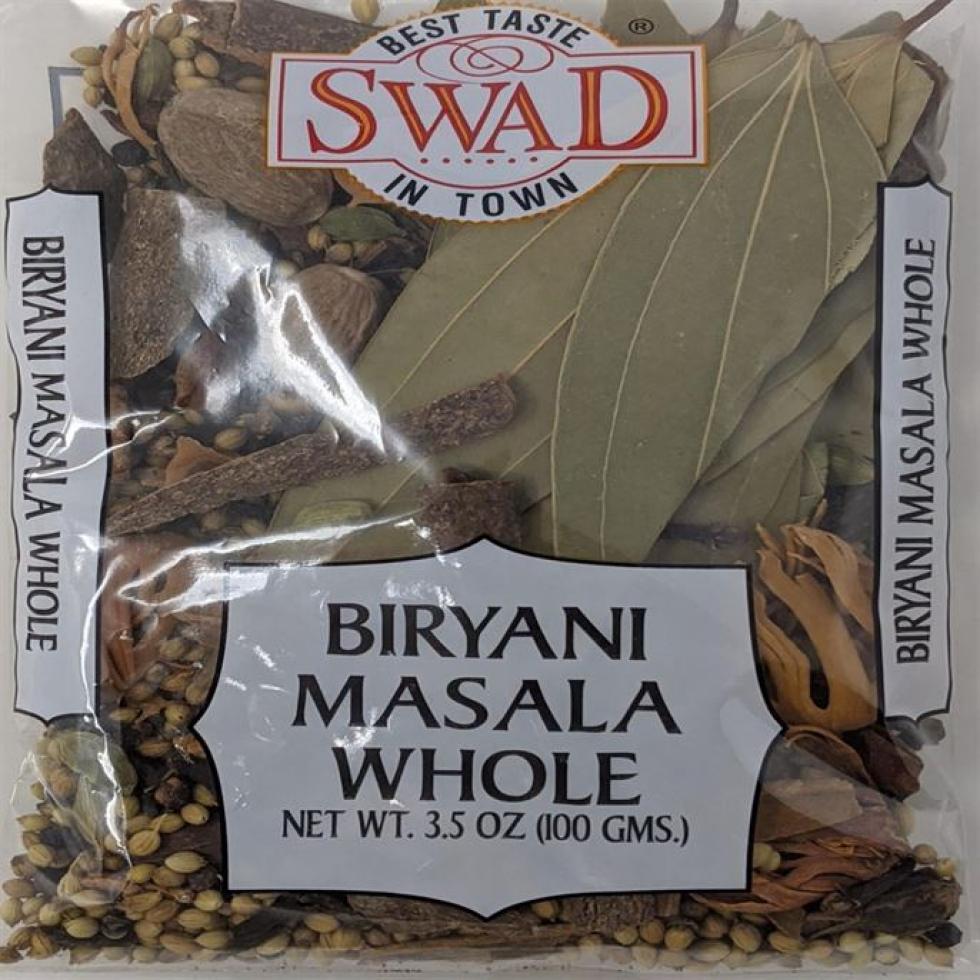 BEST TASTE
®
SWAD
IN TOWN
BIRYANI MASALA WHOLE
BIRYANI MASALA WHOLE
BIRYANI
MASALA
WHOLE
NET WT. 3.5 OZ (100 GMS.)